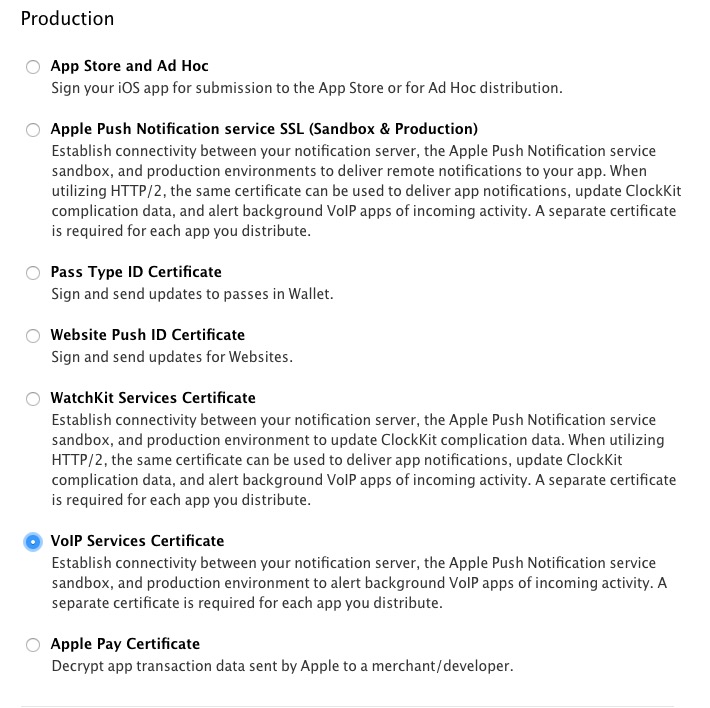 Production
App Store and Ad Hoc
Sign your iOS app for submission to the App Store or for Ad Hoc distribution.
Apple Push Notification service SSL (Sandbox & Production)
Establish connectivity between your notification server, the Apple Push Notification service
sandbox, and production environments to deliver remote notifications to your app. When
utilizing HTTP/2, the same certificate can be used to deliver app notifications, update ClockKit
complication data, and alert background VoIP apps of incoming activity. A separate certificate
is required for each app you distribute.
Pass Type ID Certificate
Sign and send updates to passes in Wallet.
Website Push ID Certificate
Sign and send updates for Websites.
WatchKit Services Certificate
Establish connectivity between your notification server, the Apple Push Notification service
sandbox, and production environment to update ClockKit complication data. When utilizing
HTTP/2, the same certificate can be used to deliver app notifications, update ClockKit
complication data, and alert background VoIP apps of incoming activity. A separate certificate
is required for each app you distribute.
VoIP Services Certificate
Establish connectivity between your notification server, the Apple Push Notification service
sandbox, and production environment to alert background VoIP apps of incoming activity. A
separate certificate is required for each app you distribute.
Apple Pay Certificate
Decrypt app transaction data sent by Apple to a merchant/developer.